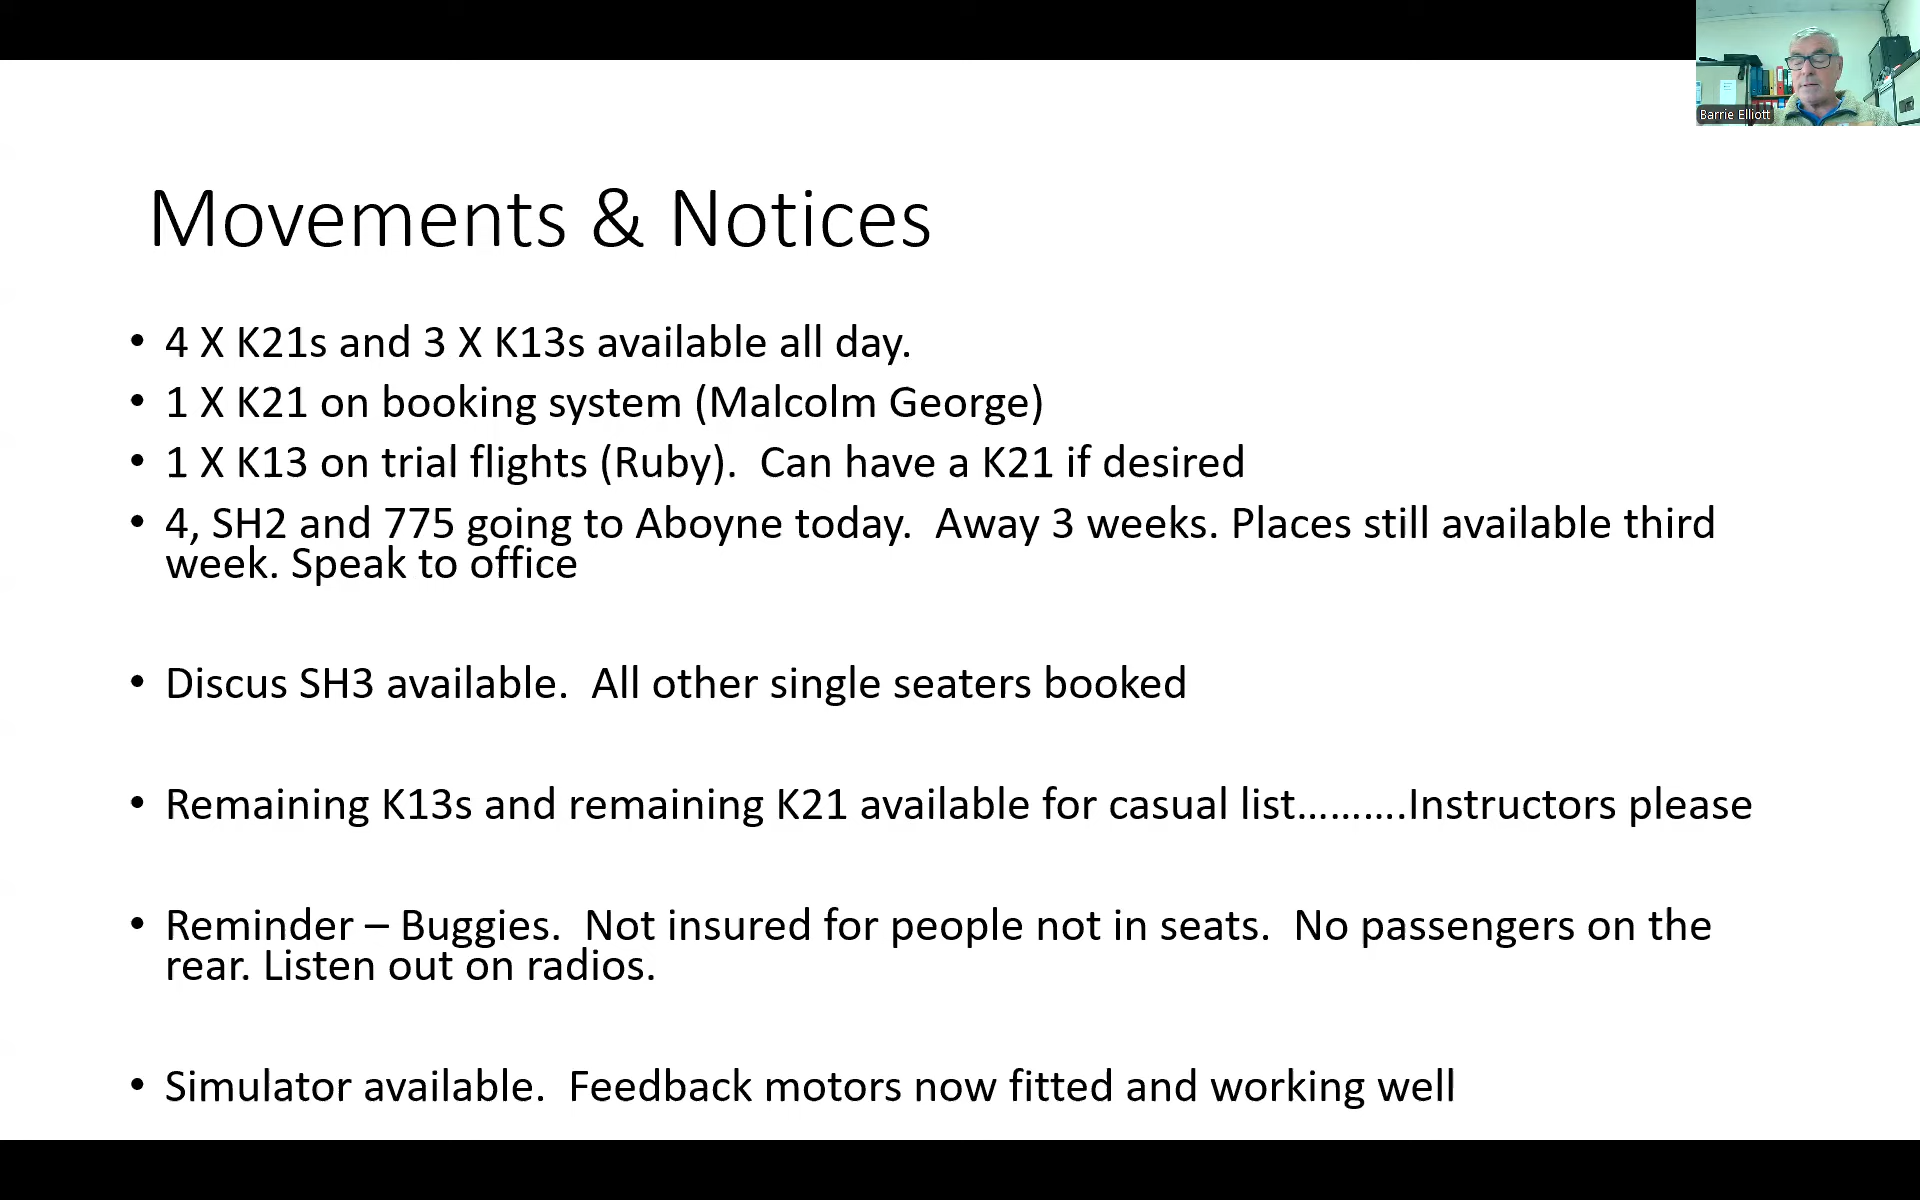 Barrie Elliott
Movements & Notices
• 4 X K21s and 3 X K13s available all day.
• 1 X K21 on booking system (Malcolm George)
• 1 X K13 on trial flights (Ruby).  Can have a K21 if desired
• 4, SH2 and 775 going to Aboyne today.  Away 3 weeks. Places still available third
week. Speak to office
• Discus SH3 available.  All other single seaters booked
• Remaining K13s and remaining K21 available for casual list……….Instructors please
• Reminder – Buggies.  Not insured for people not in seats.  No passengers on the
rear. Listen out on radios.
• Simulator available.  Feedback motors now fitted and working well